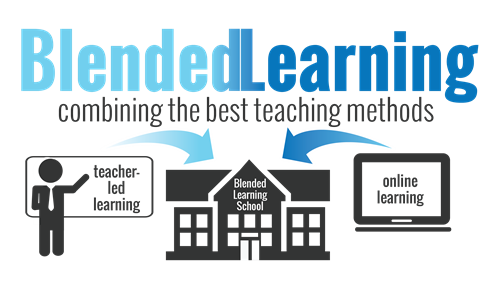 BlendedLearning
combining the best teaching methods
teacher-
led
learning
Blended
Learning
School
online
learning